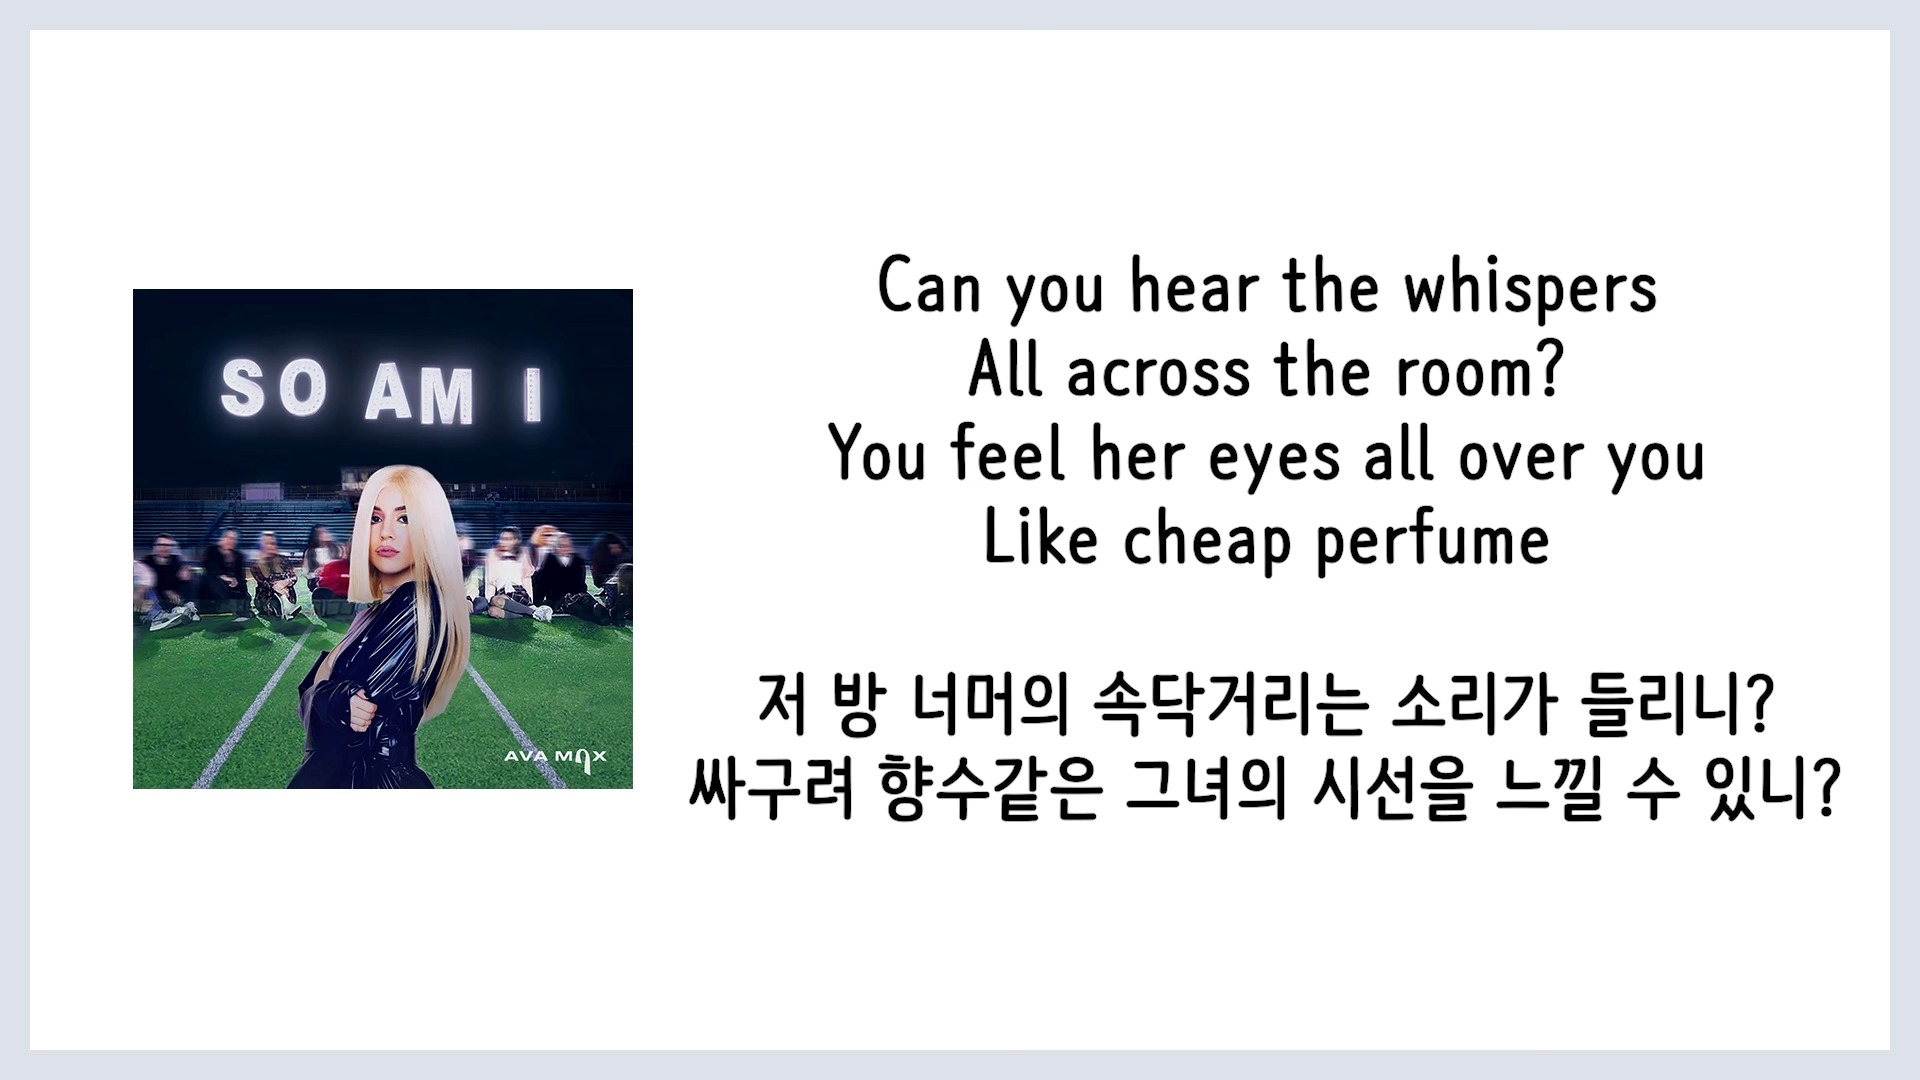 SO AM I
AVA MAX
Can you hear the whispers
All across the room?
You feel her eyes all over you
Like cheap perfume
저 방 너머의 속닥거리는 소리가 들리니?
싸구려 향수같은 그녀의 시선을 느낄 수 있니?